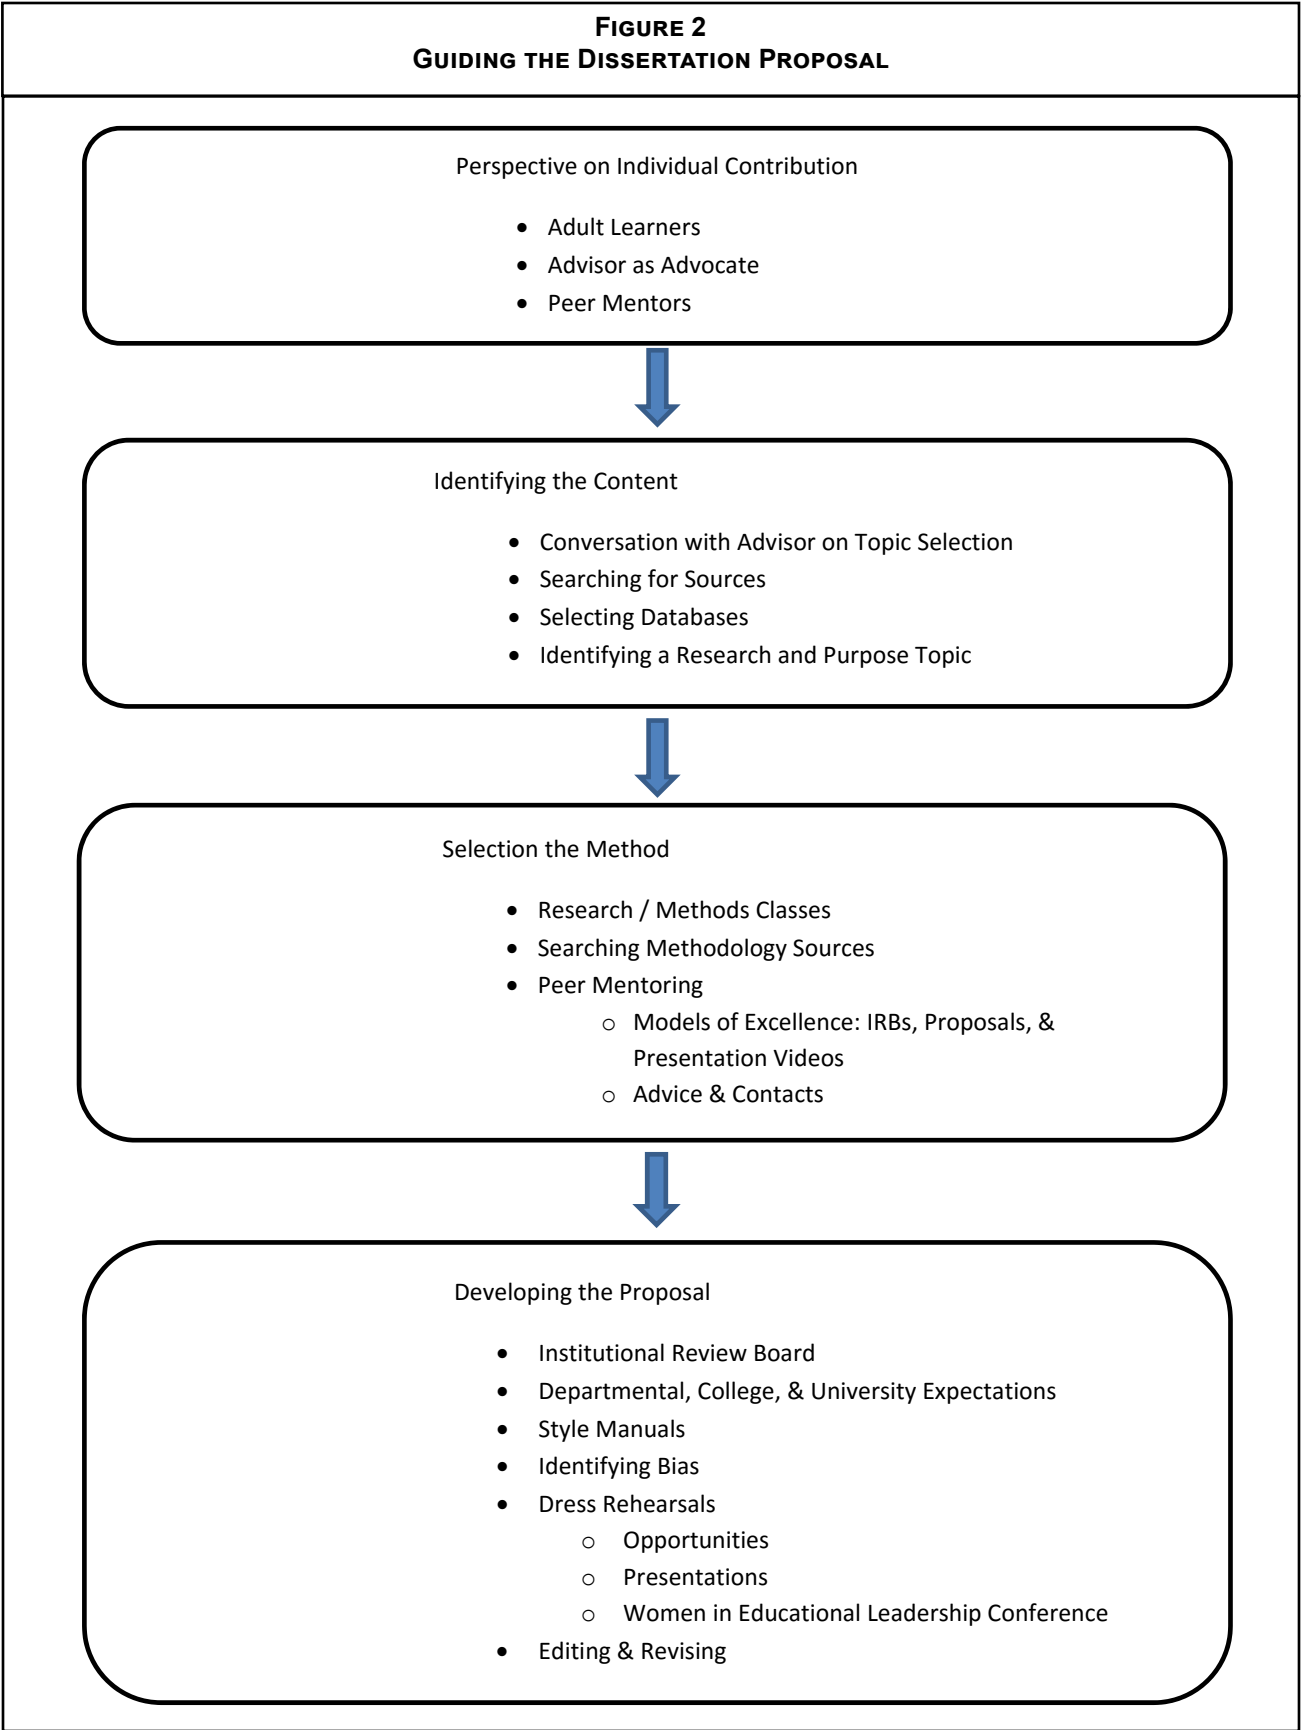 FIGURE 2
GUIDING THE DISSERTATION PROPOSAL
Perspective on Individual Contribution
• Adult Learners
• Advisor as Advocate
• Peer Mentors
Identifying the Content
• Conversation with Advisor on Topic Selection
• Searching for Sources
• Selecting Databases
• Identifying a Research and Purpose Topic
Selection the Method
• Research / Methods Classes
• Searching Methodology Sources
• Peer Mentoring
o Models of Excellence: IRBs, Proposals, &
Presentation Videos
o Advice & Contacts
Developing the Proposal
• Institutional Review Board
• Departmental, College, & University Expectations
• Style Manuals
• Identifying Bias
• Dress Rehearsals
o Opportunities
o Presentations
o Women in Educational Leadership Conference
• Editing & Revising